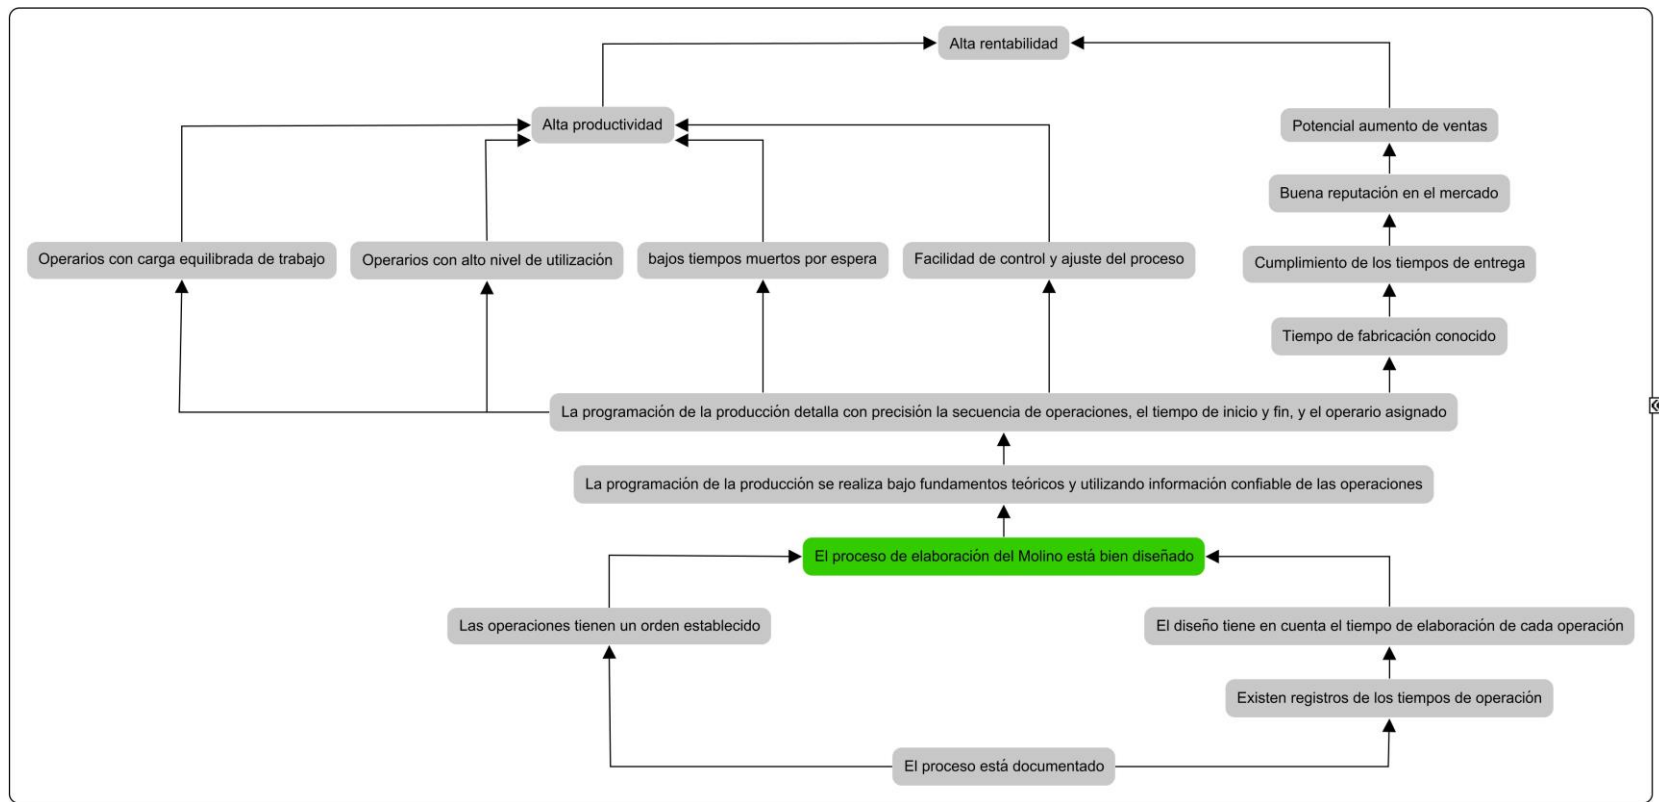 Alta rentabilidad
Alta productividad
Potencial aumento de ventas
Buena reputación en el mercado
Operarios con carga equilibrada de trabajo
Operarios con alto nivel de utilización
bajos tiempos muertos por espera
Facilidad de control y ajuste del proceso
Cumplimiento de los tiempos de entrega
Tiempo de fabricación conocido
La programación de la producción detalla con precisión la secuencia de operaciones, el tiempo de inicio y fin, y el operario asignado
La programación de la producción se realiza bajo fundamentos teóricos y utilizando información confiable de las operaciones
El proceso de elaboración del Molino está bien diseñado
Las operaciones tienen un orden establecido
El diseño tiene en cuenta el tiempo de elaboración de cada operación
Existen registros de los tiempos de operación
El proceso está documentado